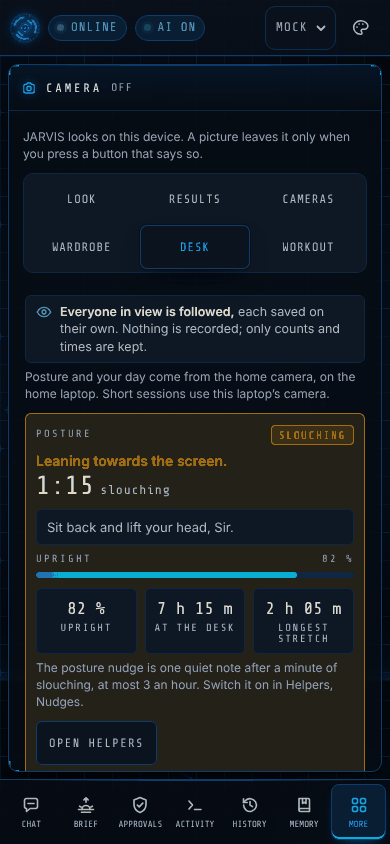 ONLINE
AI ON
MOCK
CAMERA OFF
JARVIS looks on this device. A picture leaves it only when
you press a button that says so.
LOOK
RESULTS
CAMERAS
WARDROBE
DESK
WORKOUT
Everyone in view is followed, each saved on
their own. Nothing is recorded; only counts and
times are kept.
Posture and your day come from the home camera, on the
home laptop. Short sessions use this laptop's camera.
POSTURE
SLOUCHING
Leaning towards the screen.
1:15 slouching
Sit back and lift your head, Sir.
UPRIGHT
82 %
82 %
UPRIGHT
7 h 15 m
AT THE DESK
2 h 05 m
LONGEST
STRETCH
The posture nudge is one quiet note after a minute of
slouching, at most 3 an hour. Switch it on in Helpers,
Nudges.
OPEN HELPERS
CHAT
BRIEF
APPROVALS
ACTIVITY
HISTORY
MEMORY
MORE